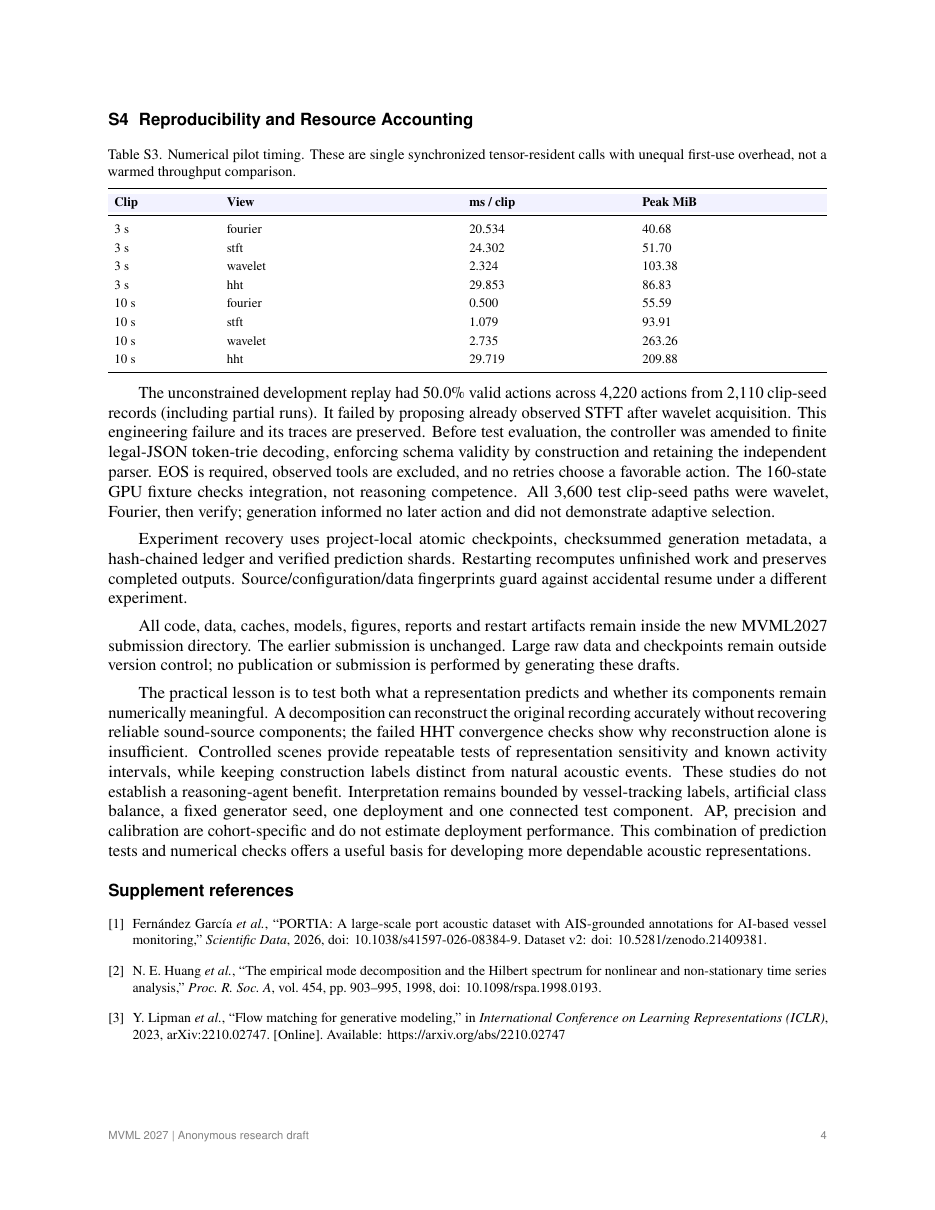 S4 Reproducibility and Resource Accounting
Table S3. Numerical pilot timing. These are single synchronized tensor-resident calls with unequal first-use overhead, not a
warmed throughput comparison.
Clip View ms / clip Peak MiB
3 s fourier 20.534 40.68
3 s stft 24.302 51.70
3 s wavelet 2.324 103.38
3 s hht 29.853 86.83
10 s fourier 0.500 55.59
10 s stft 1.079 93.91
10 s wavelet 2.735 263.26
10 s hht 29.719 209.88
The unconstrained development replay had 50.0% valid actions across 4,220 actions from 2,110 clip-seed
records (including partial runs). It failed by proposing already observed STFT after wavelet acquisition. This
engineering failure and its traces are preserved. Before test evaluation, the controller was amended to finite
legal-JSON token-trie decoding, enforcing schema validity by construction and retaining the independent
parser. EOS is required, observed tools are excluded, and no retries choose a favorable action. The 160-state
GPU fixture checks integration, not reasoning competence. All 3,600 test clip-seed paths were wavelet,
Fourier, then verify; generation informed no later action and did not demonstrate adaptive selection.
Experiment recovery uses project-local atomic checkpoints, checksummed generation metadata, a
hash-chained ledger and verified prediction shards. Restarting recomputes unfinished work and preserves
completed outputs. Source/configuration/data fingerprints guard against accidental resume under a different
experiment.
All code, data, caches, models, figures, reports and restart artifacts remain inside the new MVML2027
submission directory. The earlier submission is unchanged. Large raw data and checkpoints remain outside
version control; no publication or submission is performed by generating these drafts.
The practical lesson is to test both what a representation predicts and whether its components remain
numerically meaningful. A decomposition can reconstruct the original recording accurately without recovering
reliable sound-source components; the failed HHT convergence checks show why reconstruction alone is
insufficient. Controlled scenes provide repeatable tests of representation sensitivity and known activity
intervals, while keeping construction labels distinct from natural acoustic events. These studies do not
establish a reasoning-agent benefit. Interpretation remains bounded by vessel-tracking labels, artificial class
balance, a fixed generator seed, one deployment and one connected test component. AP, precision and
calibration are cohort-specific and do not estimate deployment performance. This combination of prediction
tests and numerical checks offers a useful basis for developing more dependable acoustic representations.
Supplement references
[1] Fernández García et al., “PORTIA: A large-scale port acoustic dataset with AIS-grounded annotations for AI-based vessel
monitoring,” Scientific Data, 2026, doi: 10.1038/s41597-026-08384-9. Dataset v2: doi: 10.5281/zenodo.21409381.
[2] N. E. Huang et al., “The empirical mode decomposition and the Hilbert spectrum for nonlinear and non-stationary time series
analysis,” Proc. R. Soc. A, vol. 454, pp. 903–995, 1998, doi: 10.1098/rspa.1998.0193.
[3] Y. Lipman et al., “Flow matching for generative modeling,” in International Conference on Learning Representations (ICLR),
2023, arXiv:2210.02747. [Online]. Available: https://arxiv.org/abs/2210.02747
MVML 2027 | Anonymous research draft 4